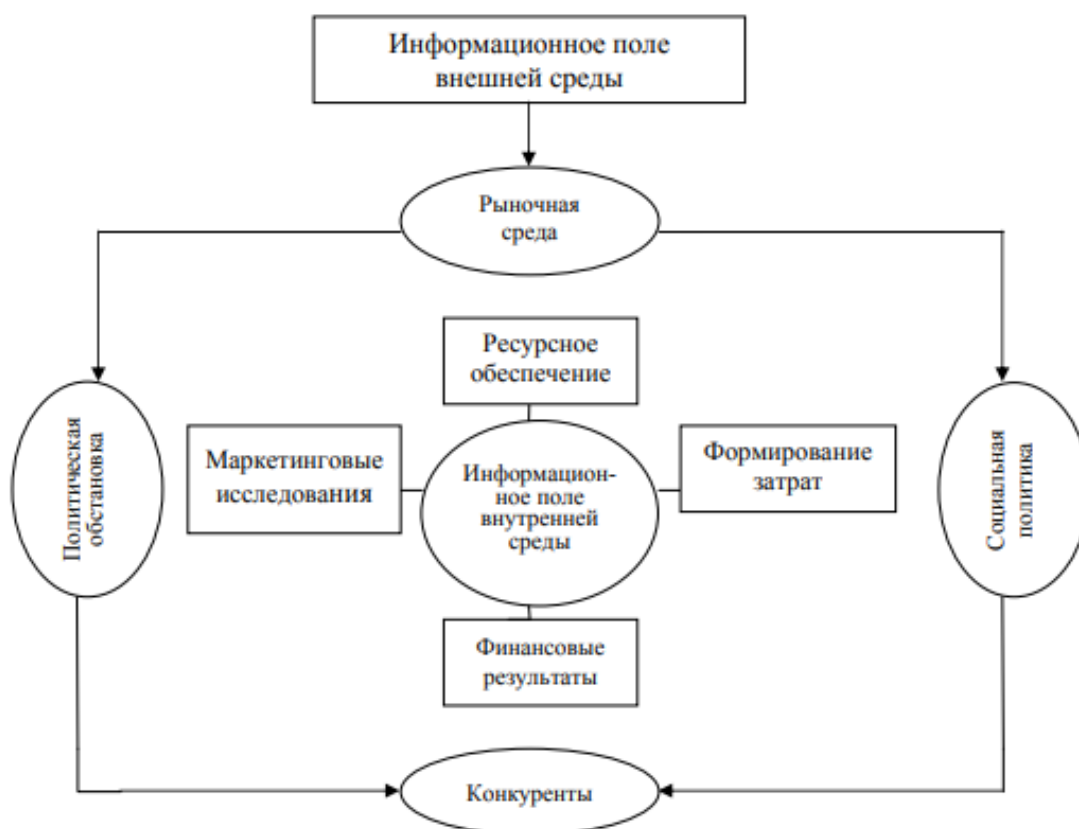 Информационное поле
внешней среды
Рыночная
среда
Ресурсное
обеспечение
Политическая
обстановка
Маркетинговые
исследования
Информацион-
ное поле
внутренней
среды
Формирование
затрат
Социальная
политика
Финансовые
результаты
Конкуренты